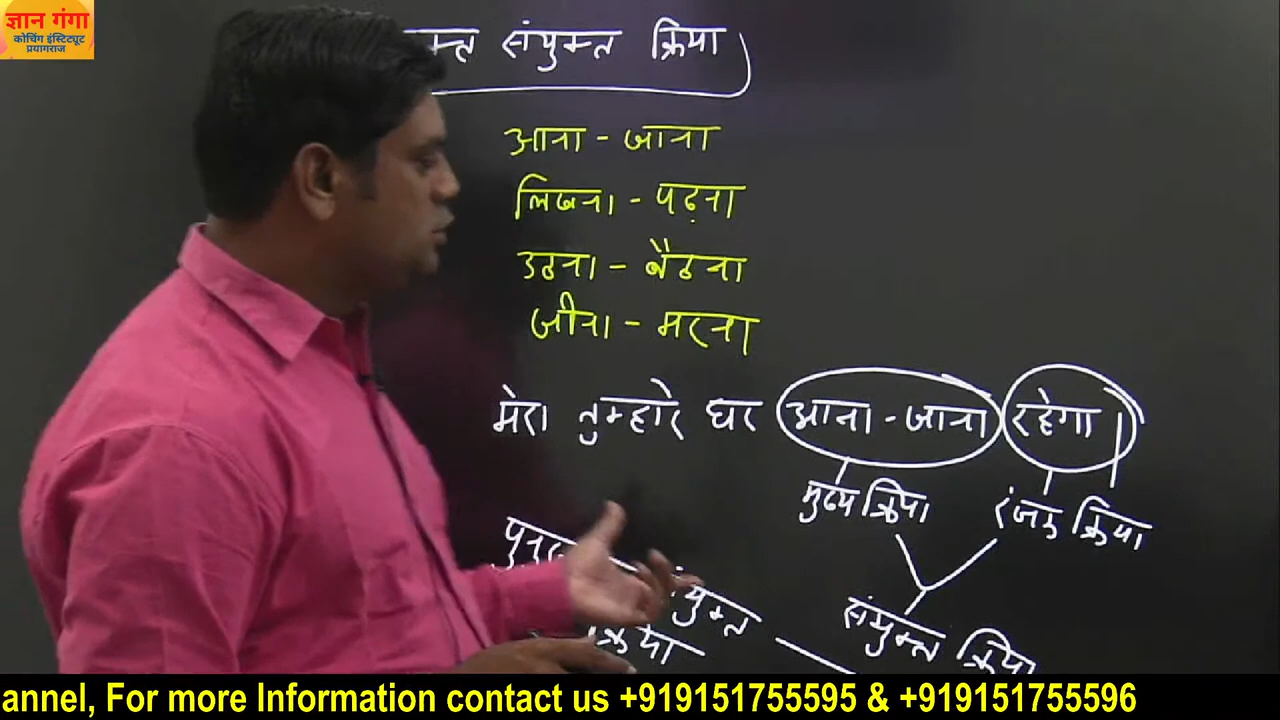 ज्ञान गंगा
कोचिंग इंस्टिट्यूट
प्रयागराज
संयुक्त क्रिया
आना - जाना
लिखना - पढ़ना
उठना - बैठना
जीना - मरना
मेरा तुम्हारे घर आना - जाना रहेगा।
मुख्य क्रिया
रंजक क्रिया
संयुक्त
क्रिया
संयुक्त क्रिया
annel, For more Information contact us +919151755595 & +919151755596